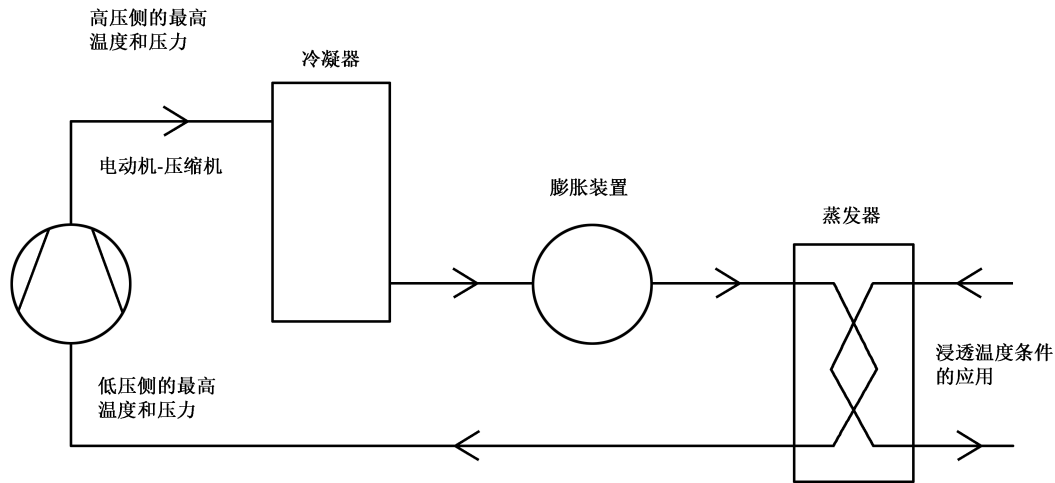 高压侧的最高
温度和压力
冷凝器
电动机-压缩机
膨胀装置
蒸发器
浸透温度条件
的应用
低压侧的最高
温度和压力